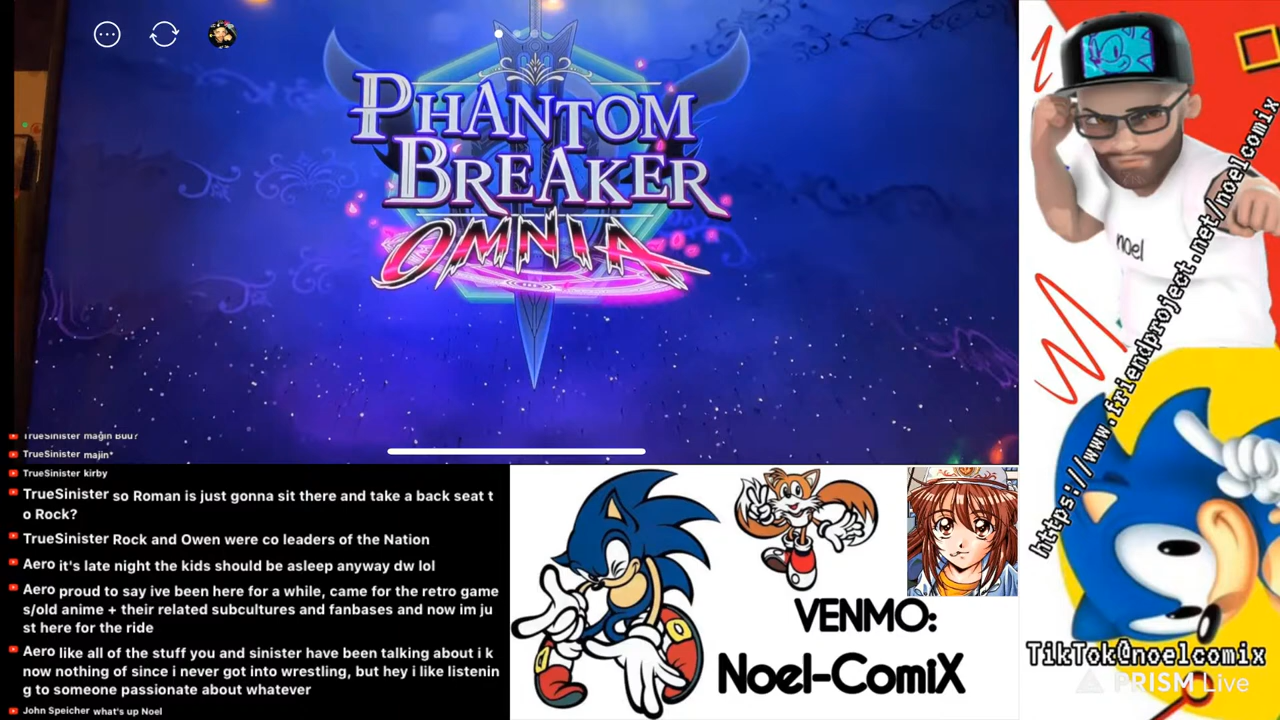 PHANTOM
BREAKER
OMNIA
TrueSinister magin Buu?
TrueSinister majin*
TrueSinister kirby
TrueSinister so Roman is just gonna sit there and take a back seat t
o Rock?
TrueSinister Rock and Owen were co leaders of the Nation
Aero it's late night the kids should be asleep anyway dw lol
Aero proud to say ive been here for a while, came for the retro game
s/old anime + their related subcultures and fanbases and now im ju
st here for the ride
Aero like all of the stuff you and sinister have been talking about i k
now nothing of since i never got into wrestling, but hey i like listenin
g to someone passionate about whatever
John Speicher what's up Noel
VENMO:
Noel-ComiX
noel
https://www.friendproject.net/noelcomix
TikTok@noelcomix
PRISM Live